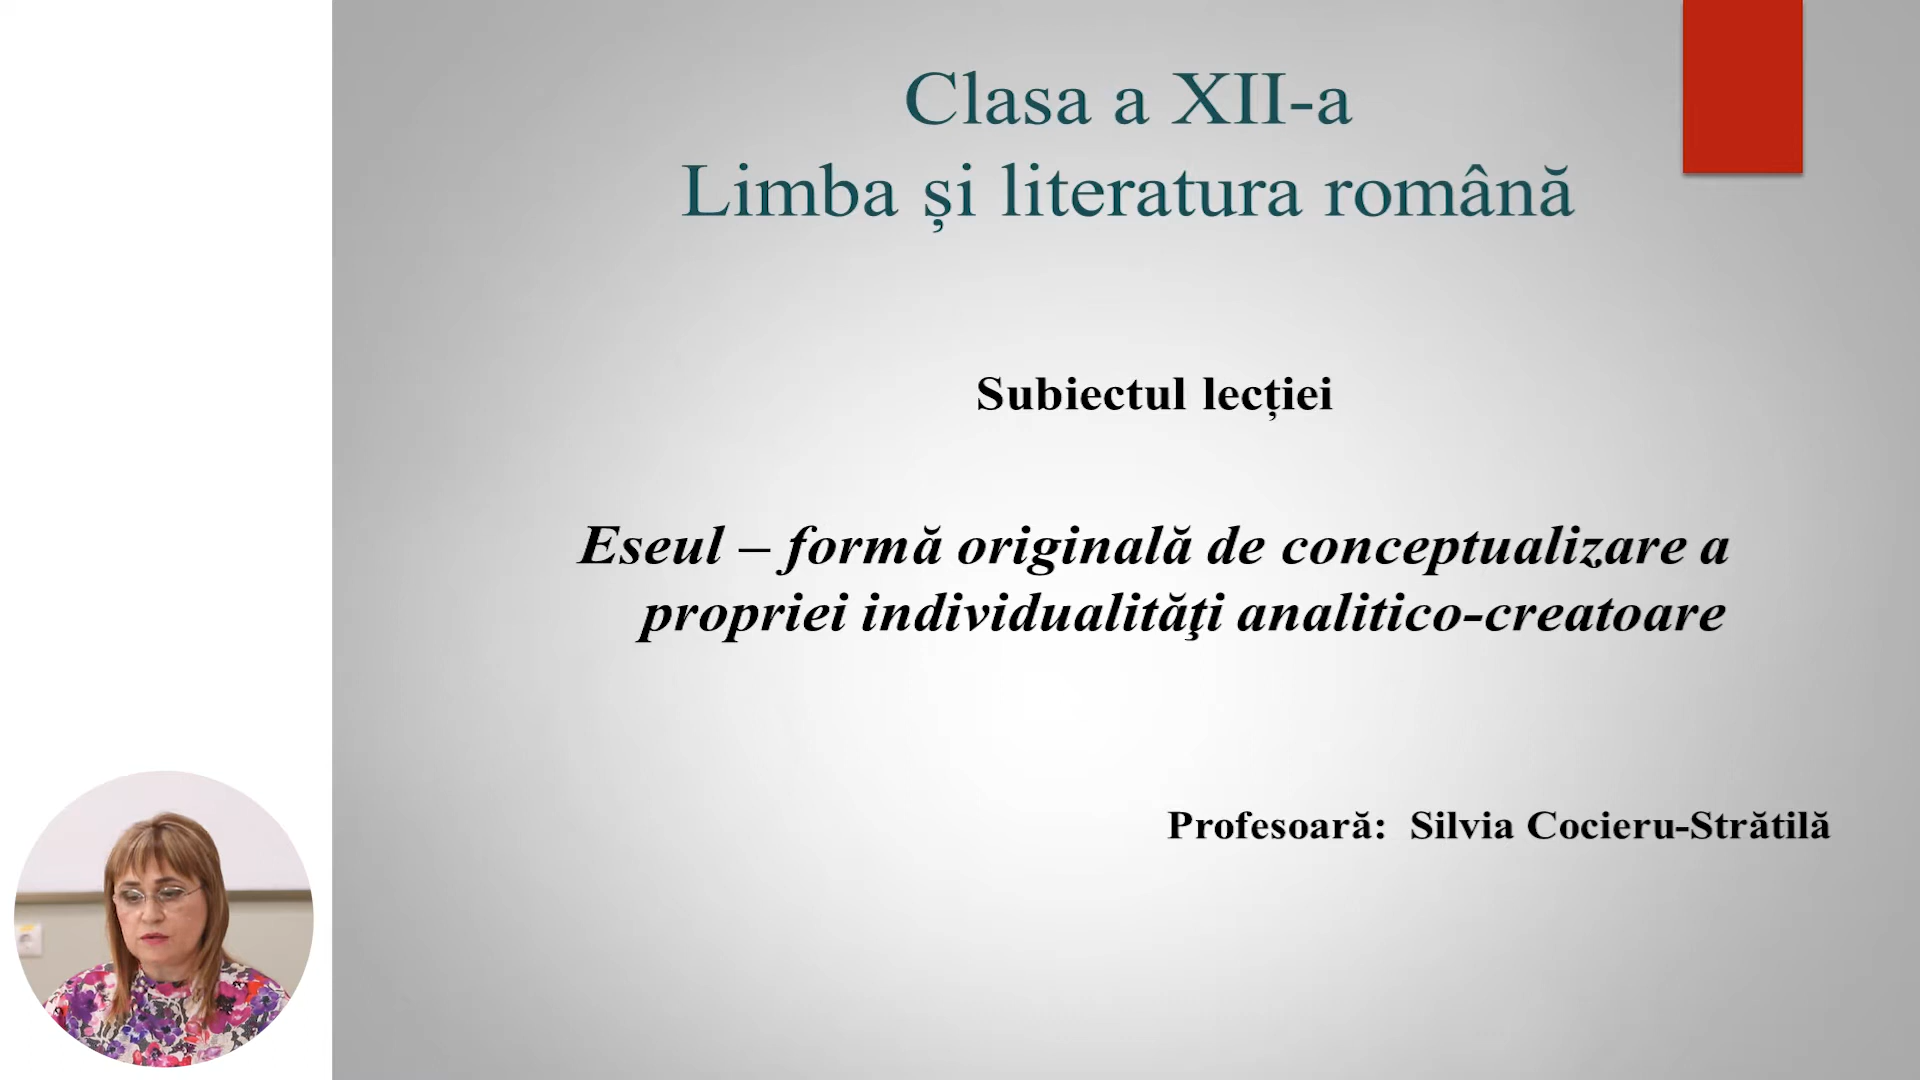 Clasa a XII-a
Limba și literatura română
Subiectul lecției
Eseul – formă originală de conceptualizare a
propriei individualităţi analitico-creatoare
Profesoară:  Silvia Cocieru-Strătilă